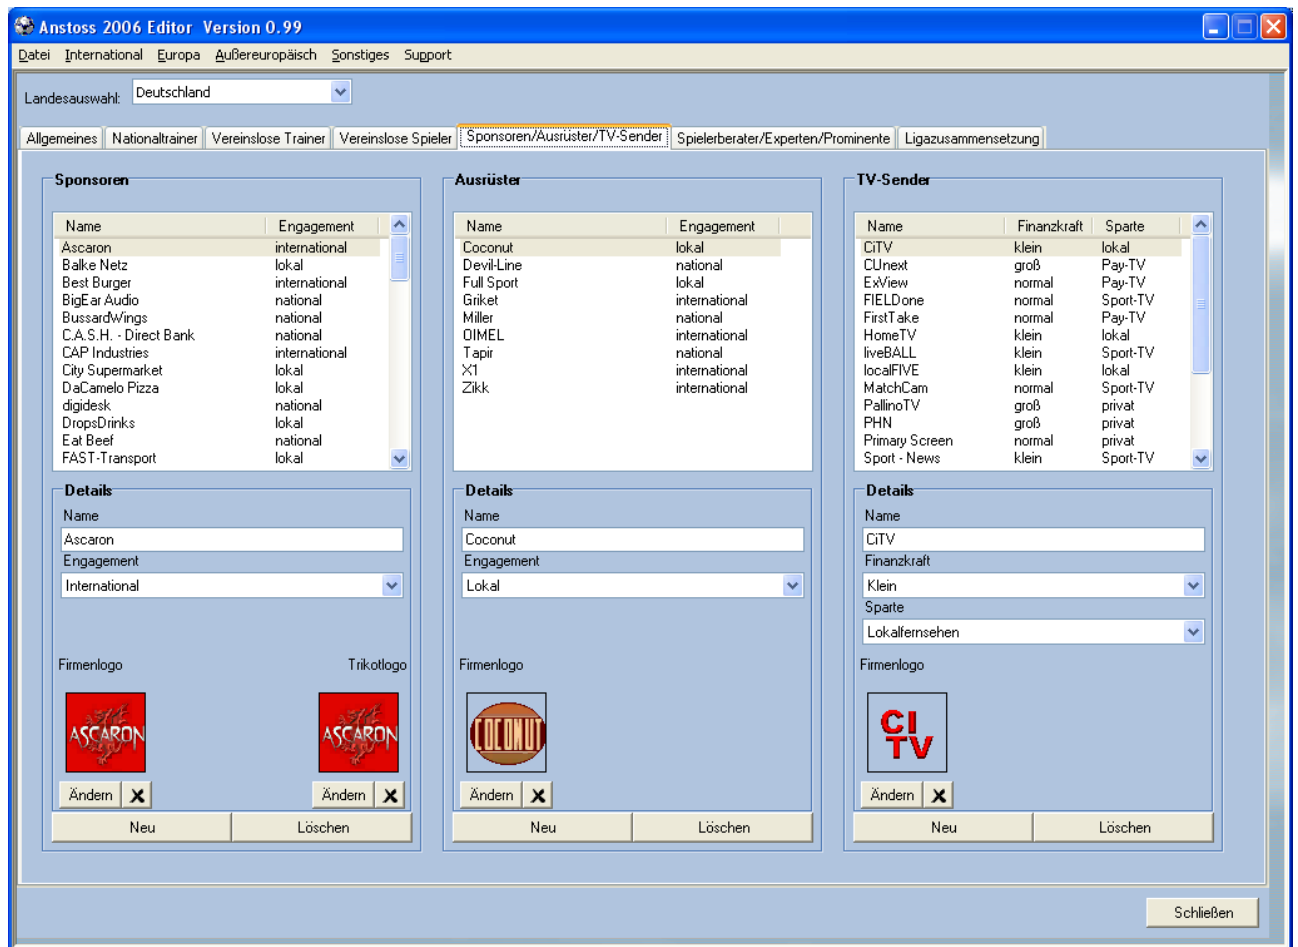 Anstoss 2006 Editor Version 0.99
Datei International Europa Außereuropäisch Sonstiges Support
Landesauswahl: Deutschland
Allgemeines Nationaltrainer Vereinslose Trainer Vereinslose Spieler Sponsoren/Ausrüster/TV-Sender Spielerberater/Experten/Prominente Ligazusammensetzung
Sponsoren
Name Engagement
Ascaron international
Balke Netz lokal
Best Burger international
BigEar Audio national
BussardWings national
C.A.S.H. - Direct Bank national
CAP Industries international
City Supermarket lokal
DaCamelo Pizza lokal
digidesk national
DropsDrinks lokal
Eat Beef national
FAST-Transport lokal
Details
Name
Ascaron
Engagement
International
Firmenlogo Trikotlogo
ASCARON ASCARON
Ändern X Ändern X
Neu Löschen
Ausrüster
Name Engagement
Coconut lokal
Devil-Line national
Full Sport lokal
Griket international
Miller national
OIMEL international
Tapir national
X1 international
Zikk international
Details
Name
Coconut
Engagement
Lokal
Firmenlogo
COCONUT
Ändern X
Neu Löschen
TV-Sender
Name Finanzkraft Sparte
CiTV klein lokal
CUnext groß Pay-TV
ExView normal Pay-TV
FIELDone normal Sport-TV
FirstTake normal Pay-TV
HomeTV klein lokal
liveBALL klein Sport-TV
localFIVE klein lokal
MatchCam normal Sport-TV
PallinoTV groß privat
PHN groß privat
Primary Screen normal privat
Sport - News klein Sport-TV
Details
Name
CiTV
Finanzkraft
Klein
Sparte
Lokalfernsehen
Firmenlogo
CI
TV
Ändern X
Neu Löschen
Schließen